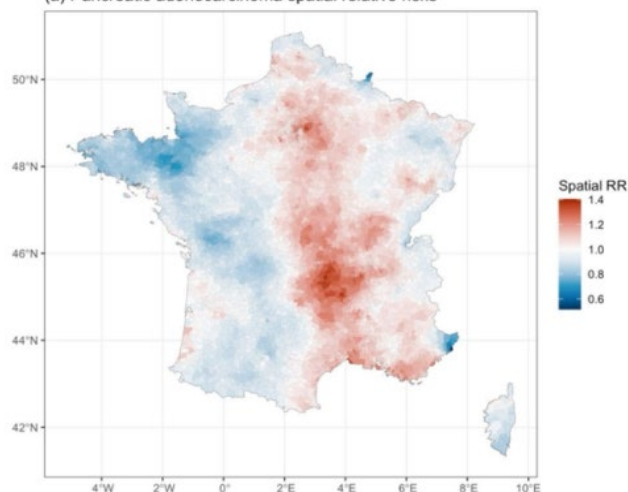 (a) Pancreatic adenocarcinoma spatial relative risks
50°N
48°N
46°N
44°N
42°N
4°W
2°W
0°
2°E
4°E
6°E
8°E
10°E
Spatial RR
1.4
1.2
1.0
0.8
0.6